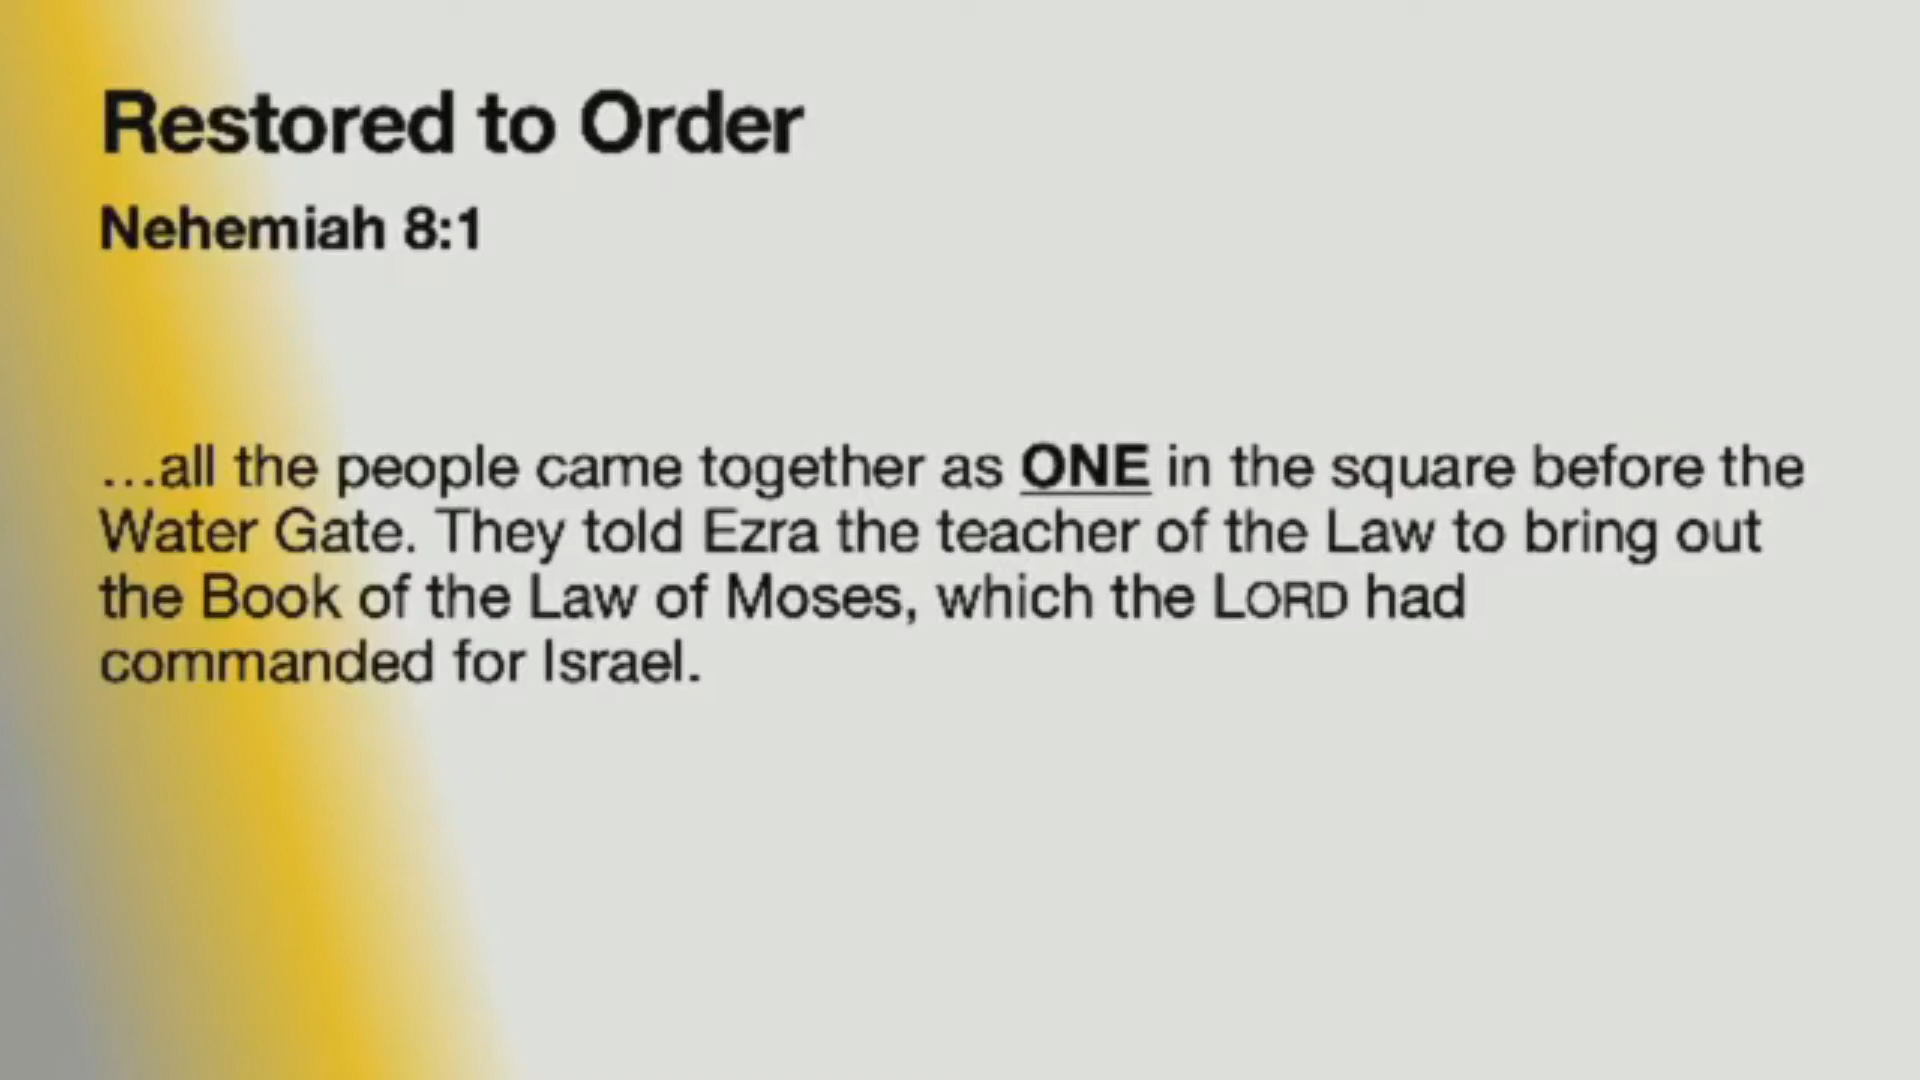 Restored to Order
Nehemiah 8:1
...all the people came together as ONE in the square before the
Water Gate. They told Ezra the teacher of the Law to bring out
the Book of the Law of Moses, which the LORD had
commanded for Israel.